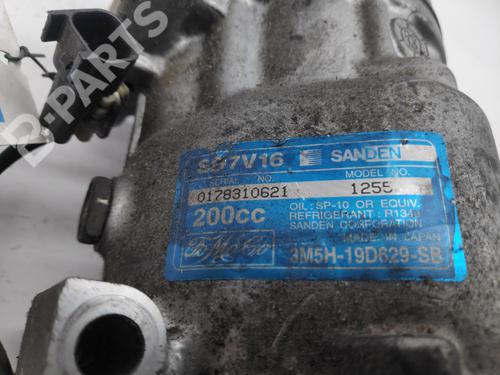 B-PARTS
SD7V16 SANDEN
SERIAL NO. MODEL NO.
0178310621 1255
200cc
OIL: SP-10 OR EQUIV.
REFRIGERANT: R134a
SANDEN CORPORATION
MADE IN JAPAN
FoMoCo 3M5H-19D629-SB